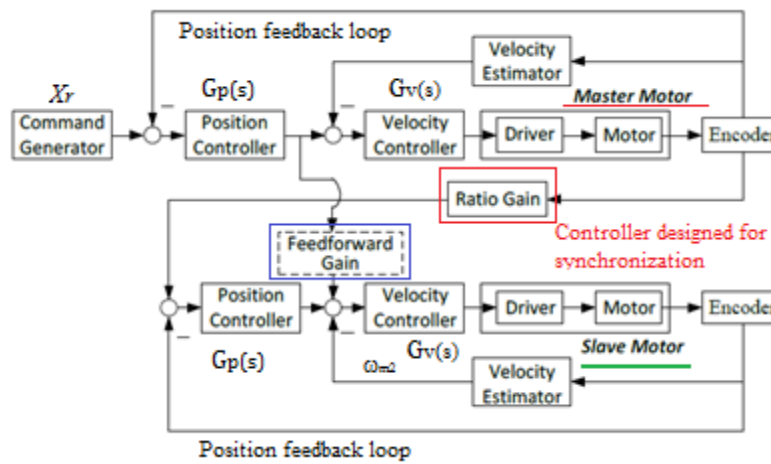 Position feedback loop
Velocity
Estimator
Xr
Gp(s)
Gv(s)
Master Motor
Command
Generator
Position
Controller
Velocity
Controller
Driver
Motor
Encoder
Ratio Gain
Controller designed for
synchronization
Feedforward
Gain
Position
Controller
Velocity
Controller
Driver
Motor
Encoder
Gp(s)
Gv(s)
ωm2
Slave Motor
Velocity
Estimator
Position feedback loop